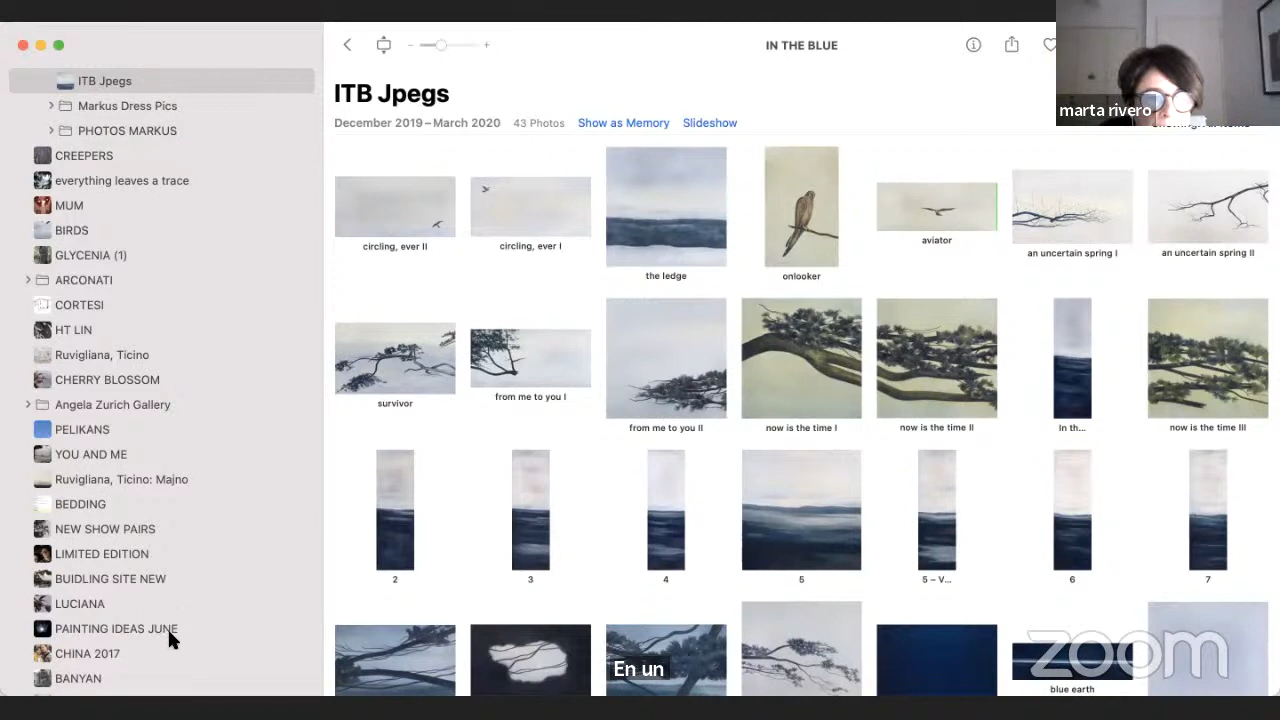 IN THE BLUE
marta rivero
ITB Jpegs
Markus Dress Pics
PHOTOS MARKUS
CREEPERS
everything leaves a trace
MUM
BIRDS
GLYCENIA (1)
ARCONATI
CORTESI
HT LIN
Ruvigliana, Ticino
CHERRY BLOSSOM
Angela Zurich Gallery
PELIKANS
YOU AND ME
Ruvigliana, Ticino: Majno
BEDDING
NEW SHOW PAIRS
LIMITED EDITION
BUIDLING SITE NEW
LUCIANA
PAINTING IDEAS JUNE
CHINA 2017
BANYAN
ITB Jpegs
December 2019 – March 2020 43 Photos Show as Memory Slideshow
circling, ever II
circling, ever I
the ledge
onlooker
aviator
an uncertain spring I
an uncertain spring II
survivor
from me to you I
from me to you II
now is the time I
now is the time II
In th...
now is the time III
2
3
4
5
5 – V...
6
7
blue earth
En un
zoom